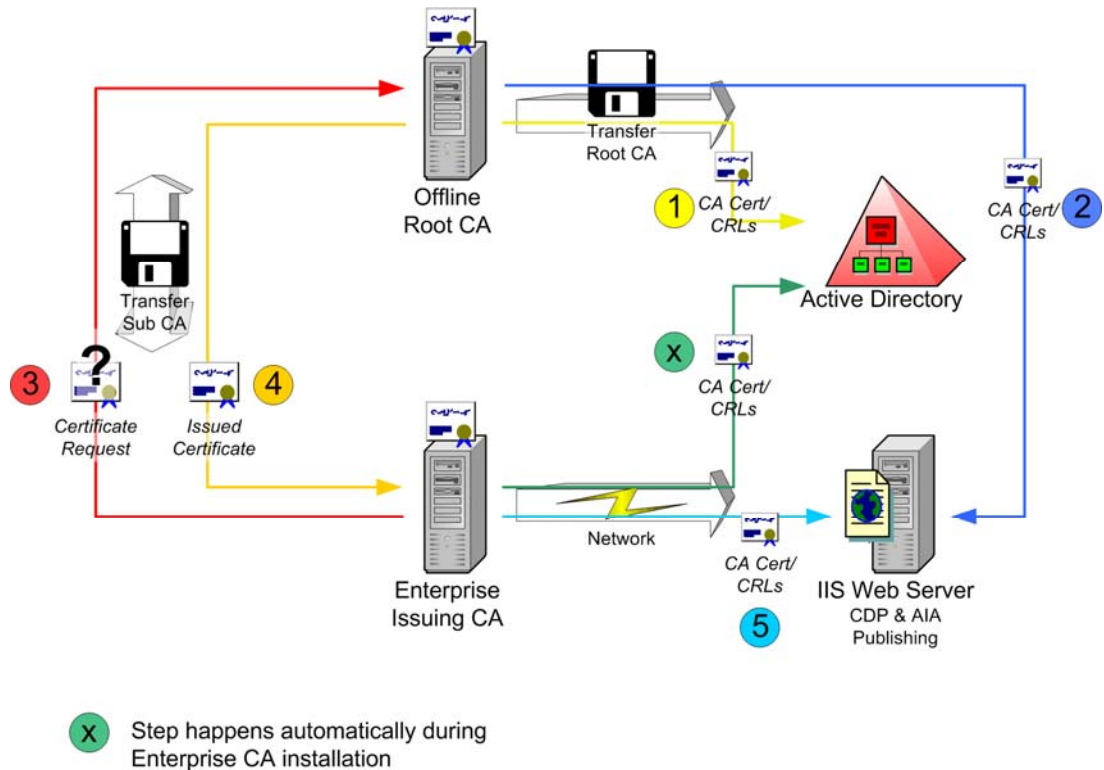 Transfer
Root CA
Offline
Root CA
1
CA Cert/
CRLs
CA Cert/
CRLs
2
Transfer
Sub CA
Active Directory
x
CA Cert/
CRLs
3
4
Certificate
Request
Issued
Certificate
Network
Enterprise
Issuing CA
CA Cert/
CRLs
5
IIS Web Server
CDP & AIA
Publishing
x
Step happens automatically during
Enterprise CA installation
?